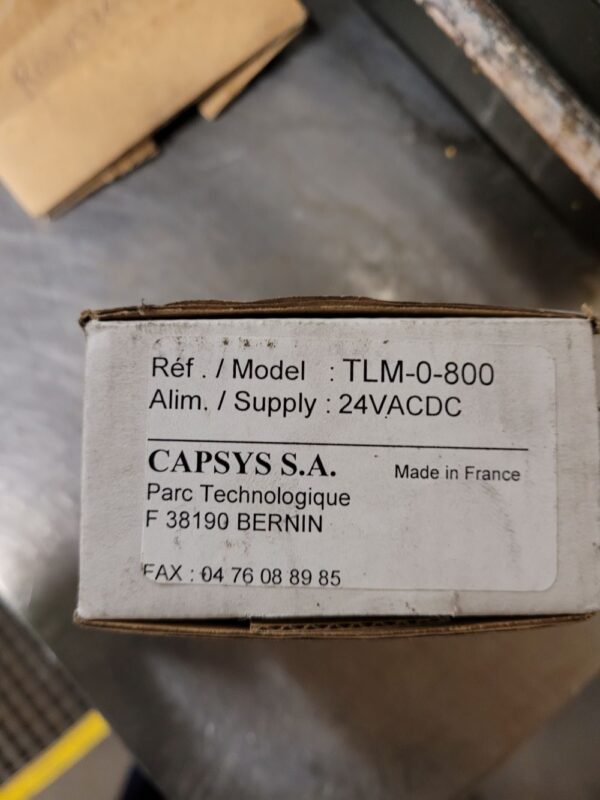 Réf . / Model : TLM-0-800
Alim. / Supply : 24VACDC
CAPSYS S.A. Made in France
Parc Technologique
F 38190 BERNIN
FAX : 04 76 08 89 85